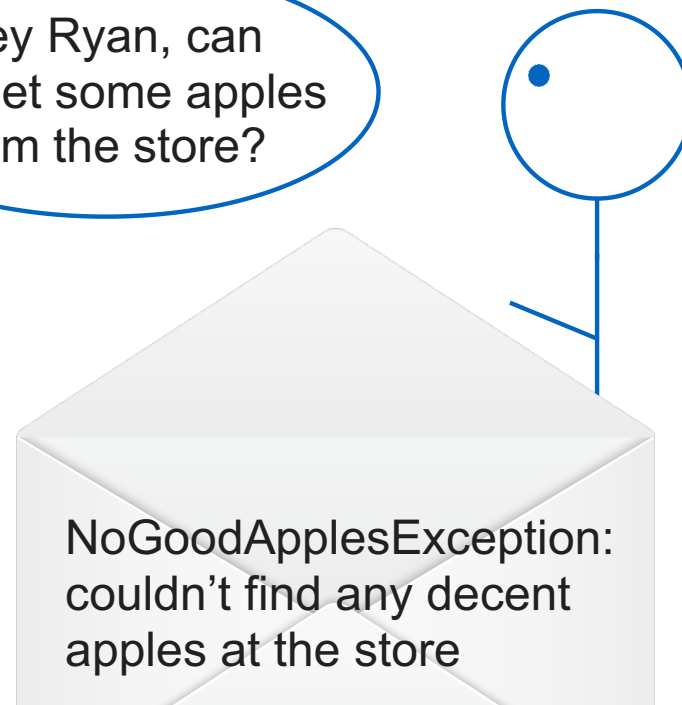 ey Ryan, can
et some apples
m the store?
NoGoodApplesException:
couldn’t find any decent
apples at the store